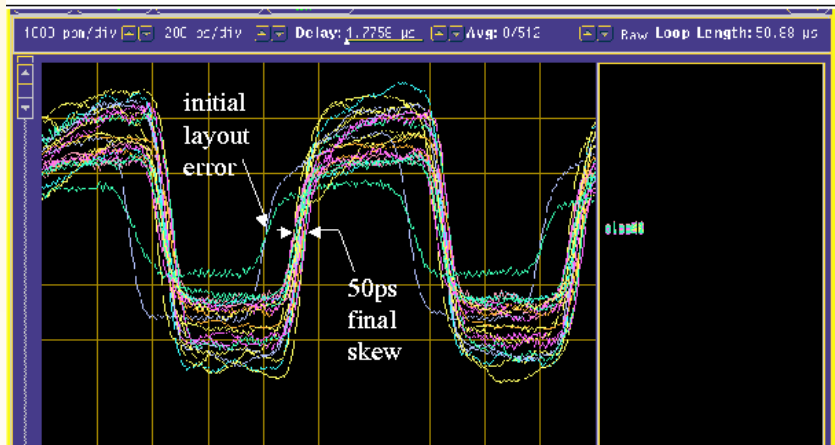 1000 ppm/div 200 ps/div Delay: 1.7758 µs Avg: 0/512 Raw Loop Length: 50.88 µs
initial
layout
error
50ps
final
skew